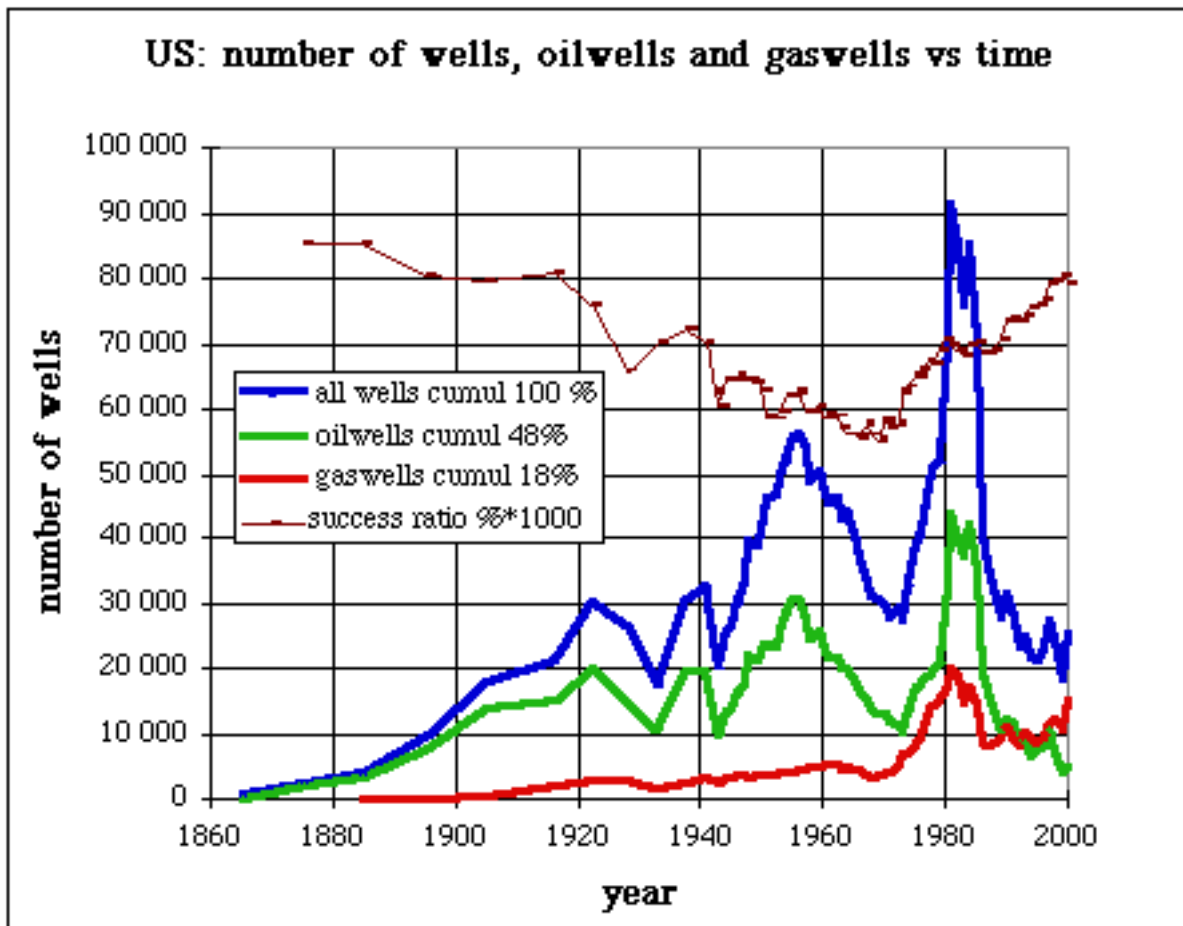 US: number of wells, oilwells and gaswells vs time
100 000
90 000
80 000
70 000
60 000
50 000
40 000
30 000
20 000
10 000
0
number of wells
all wells cumul 100 %
oilwells cumul 48%
gaswells cumul 18%
success ratio %*1000
1860 1880 1900 1920 1940 1960 1980 2000
year